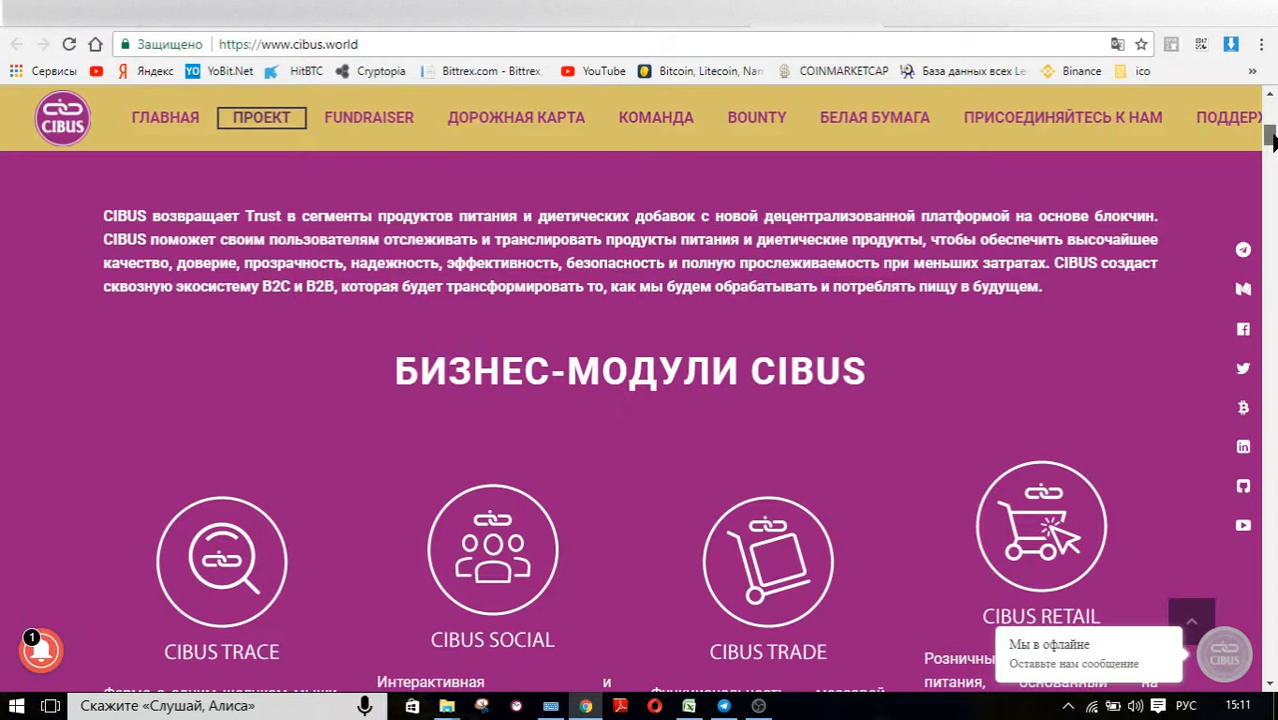 Защищено
https://www.cibus.world
Сервисы
Яндекс
YO YoBit.Net
HitBTC
Cryptopia
Bittrex.com - Bittrex,
YouTube
Bitcoin, Litecoin, Nam
COINMARKETCAP
База данных всех Le
Binance
ico
»
CIBUS
ГЛАВНАЯ
ПРОЕКТ
FUNDRAISER
ДОРОЖНАЯ КАРТА
КОМАНДА
BOUNTY
БЕЛАЯ БУМАГА
ПРИСОЕДИНЯЙТЕСЬ К НАМ
ПОДДЕРЖ
CIBUS возвращает Trust в сегменты продуктов питания и диетических добавок с новой децентрализованной платформой на основе блокчин.
CIBUS поможет своим пользователям отслеживать и транслировать продукты питания и диетические продукты, чтобы обеспечить высочайшее
качество, доверие, прозрачность, надежность, эффективность, безопасность и полную прослеживаемость при меньших затратах. CIBUS создаст
сквозную экосистему B2C и B2B, которая будет трансформировать то, как мы будем обрабатывать и потреблять пищу в будущем.
БИЗНЕС-МОДУЛИ CIBUS
CIBUS TRACE
CIBUS SOCIAL
CIBUS TRADE
CIBUS RETAIL
Интерактивная и
Розничны
питания, основанный на
1
Мы в офлайне
Оставьте нам сообщение
CIBUS
Скажите «Слушай, Алиса»
РУС
15:11